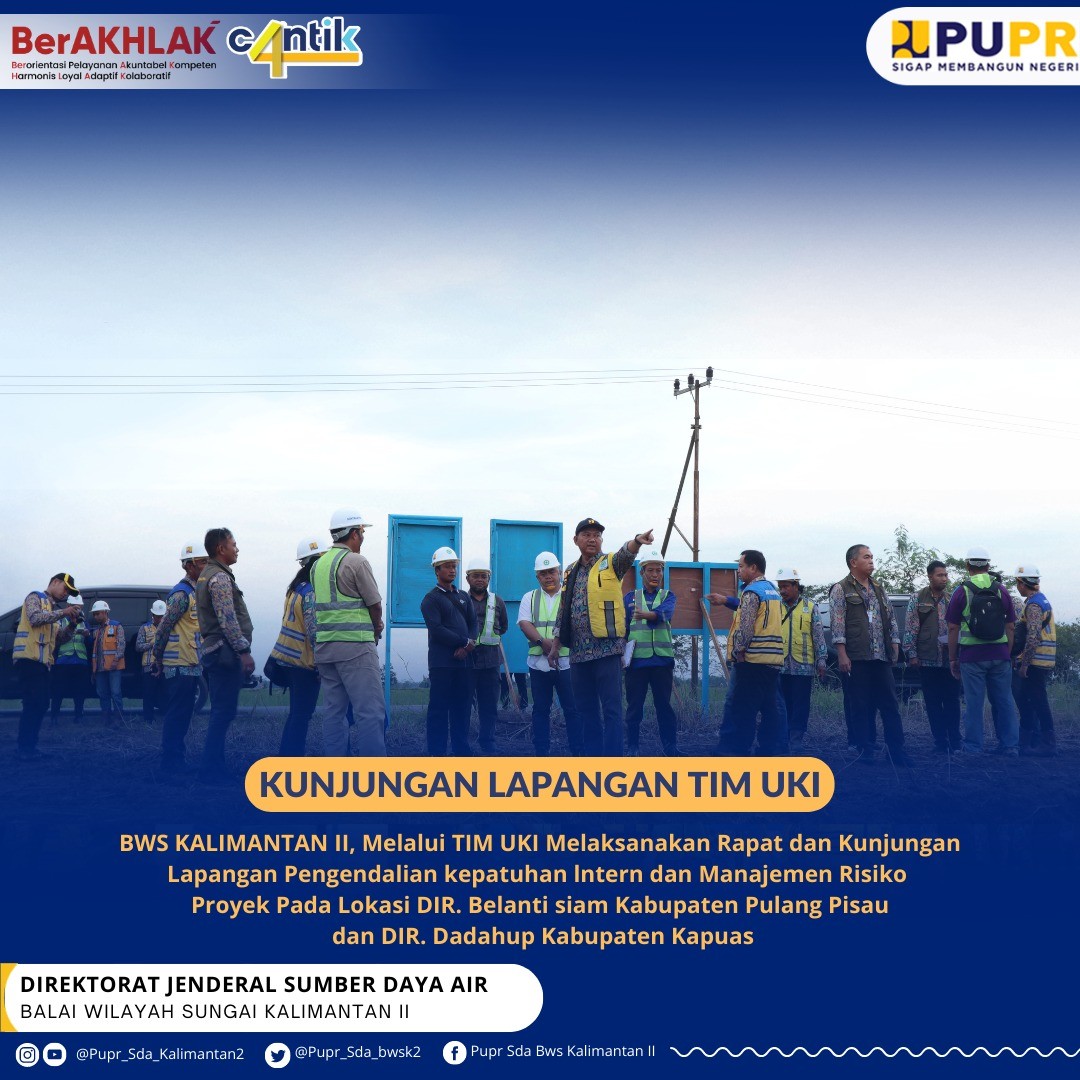 BerAKHLAK
Berorientasi Pelayanan Akuntabel Kompeten
Harmonis Loyal Adaptif Kolaboratif
c4ntik
PUPR
SIGAP MEMBANGUN NEGERI
KUNJUNGAN LAPANGAN TIM UKI
BWS KALIMANTAN II, Melalui TIM UKI Melaksanakan Rapat dan Kunjungan
Lapangan Pengendalian kepatuhan Intern dan Manajemen Risiko
Proyek Pada Lokasi DIR. Belanti siam Kabupaten Pulang Pisau
dan DIR. Dadahup Kabupaten Kapuas
DIREKTORAT JENDERAL SUMBER DAYA AIR
BALAI WILAYAH SUNGAI KALIMANTAN II
@Pupr_Sda_Kalimantan2 @Pupr_Sda_bwsk2 Pupr Sda Bws Kalimantan II